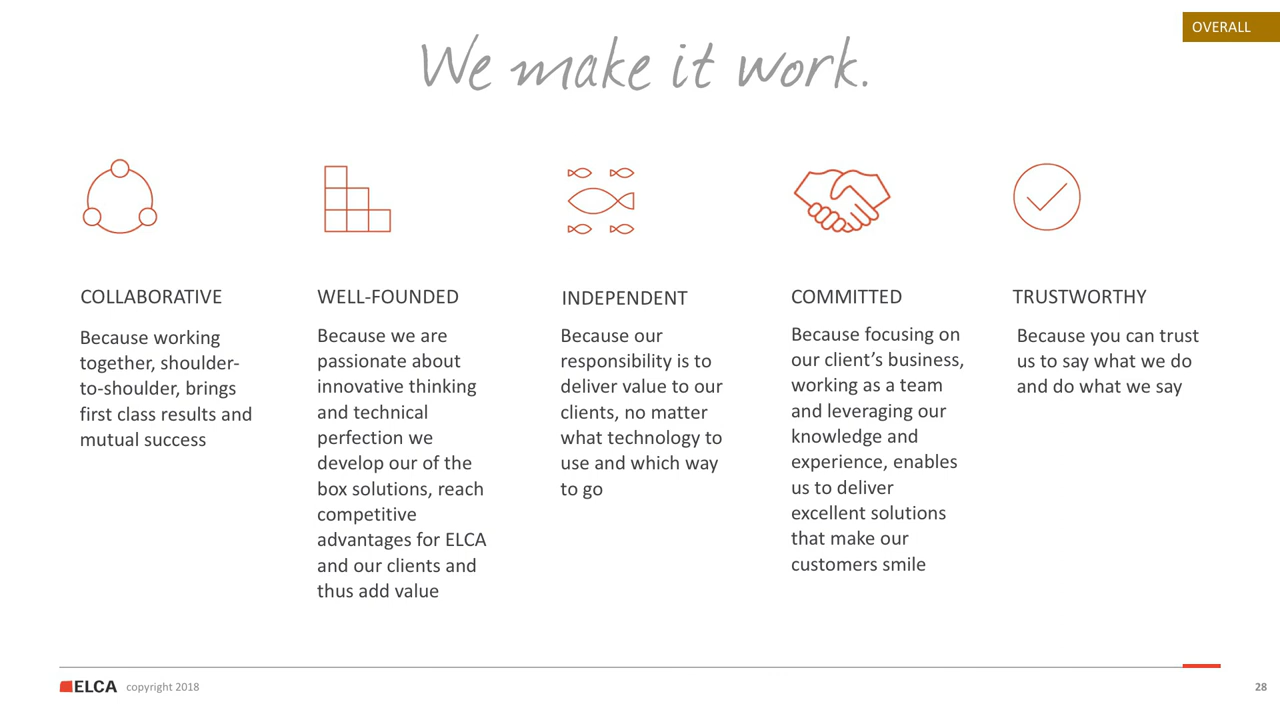 OVERALL
We make it work.
COLLABORATIVE
Because working
together, shoulder-
to-shoulder, brings
first class results and
mutual success
WELL-FOUNDED
Because we are
passionate about
innovative thinking
and technical
perfection we
develop our of the
box solutions, reach
competitive
advantages for ELCA
and our clients and
thus add value
INDEPENDENT
Because our
responsibility is to
deliver value to our
clients, no matter
what technology to
use and which way
to go
COMMITTED
Because focusing on
our client’s business,
working as a team
and leveraging our
knowledge and
experience, enables
us to deliver
excellent solutions
that make our
customers smile
TRUSTWORTHY
Because you can trust
us to say what we do
and do what we say
ELCA copyright 2018
28